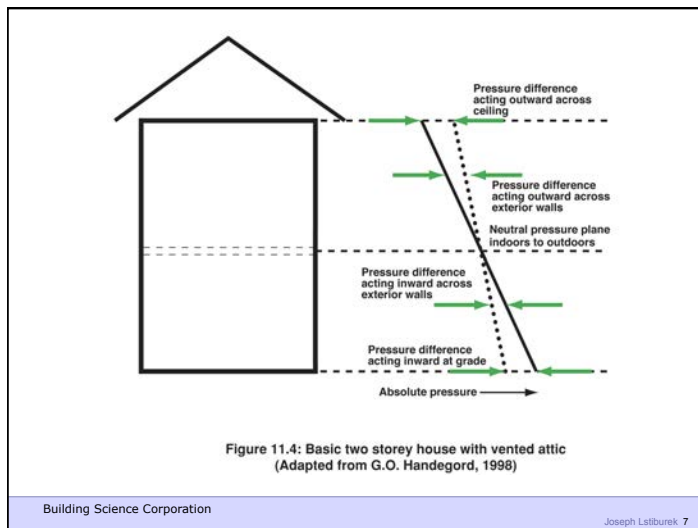 Pressure difference
acting outward across
ceiling
Pressure difference
acting outward across
exterior walls
Neutral pressure plane
indoors to outdoors
Pressure difference
acting inward across
exterior walls
Pressure difference
acting inward at grade
Absolute pressure
Figure 11.4: Basic two storey house with vented attic
(Adapted from G.O. Handegord, 1998)
Building Science Corporation
Joseph Lstiburek 7